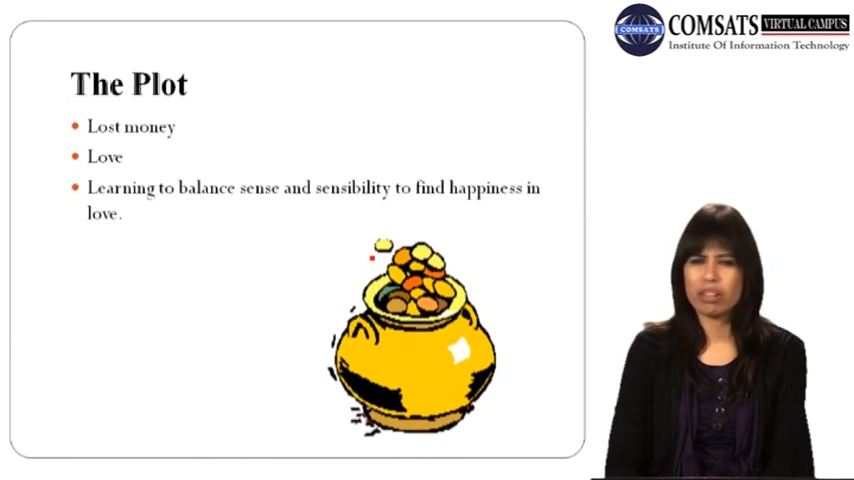 The Plot
Lost money
Love
Learning to balance sense and sensibility to find happiness in
love.
COMSATS VIRTUAL CAMPUS
COMSATS
Institute Of Information Technology